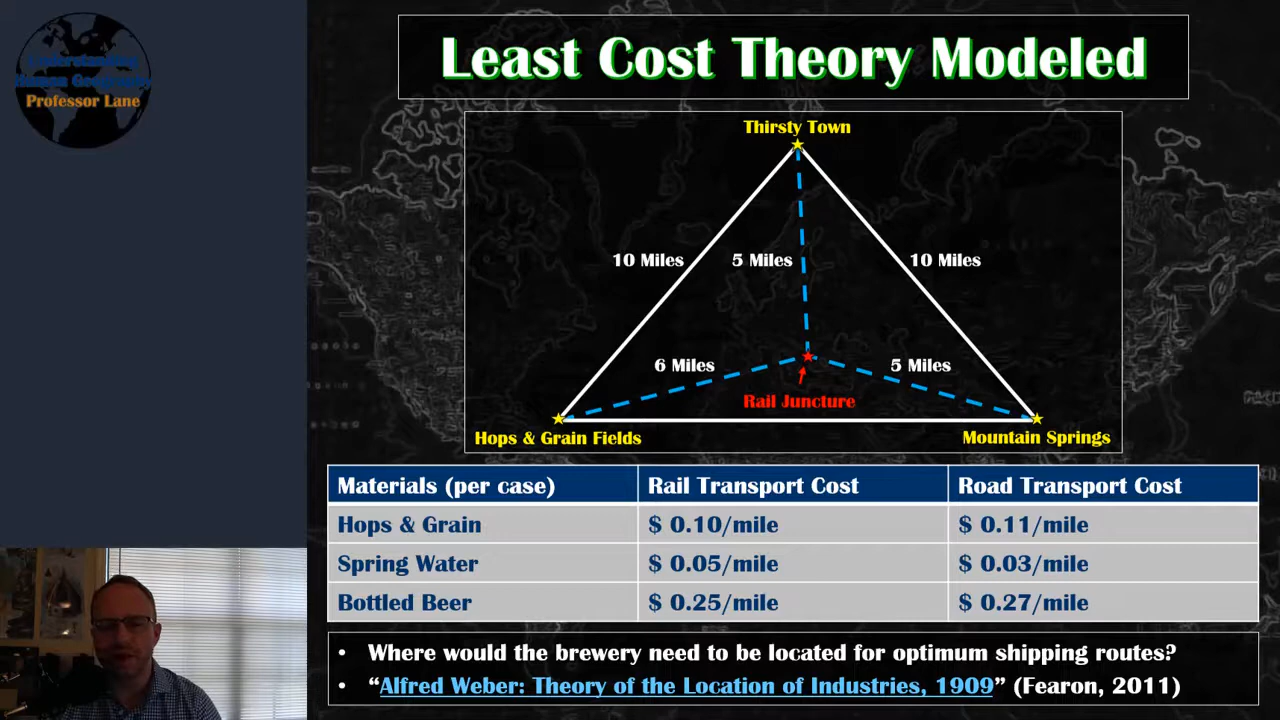 Understanding
Human Geography
Professor Lane
Least Cost Theory Modeled
Thirsty Town
10 Miles
5 Miles
10 Miles
6 Miles
5 Miles
Rail Juncture
Hops & Grain Fields
Mountain Springs
Materials (per case) Rail Transport Cost Road Transport Cost
Hops & Grain $ 0.10/mile $ 0.11/mile
Spring Water $ 0.05/mile $ 0.03/mile
Bottled Beer $ 0.25/mile $ 0.27/mile
• Where would the brewery need to be located for optimum shipping routes?
• “Alfred Weber: Theory of the Location of Industries, 1909” (Fearon, 2011)